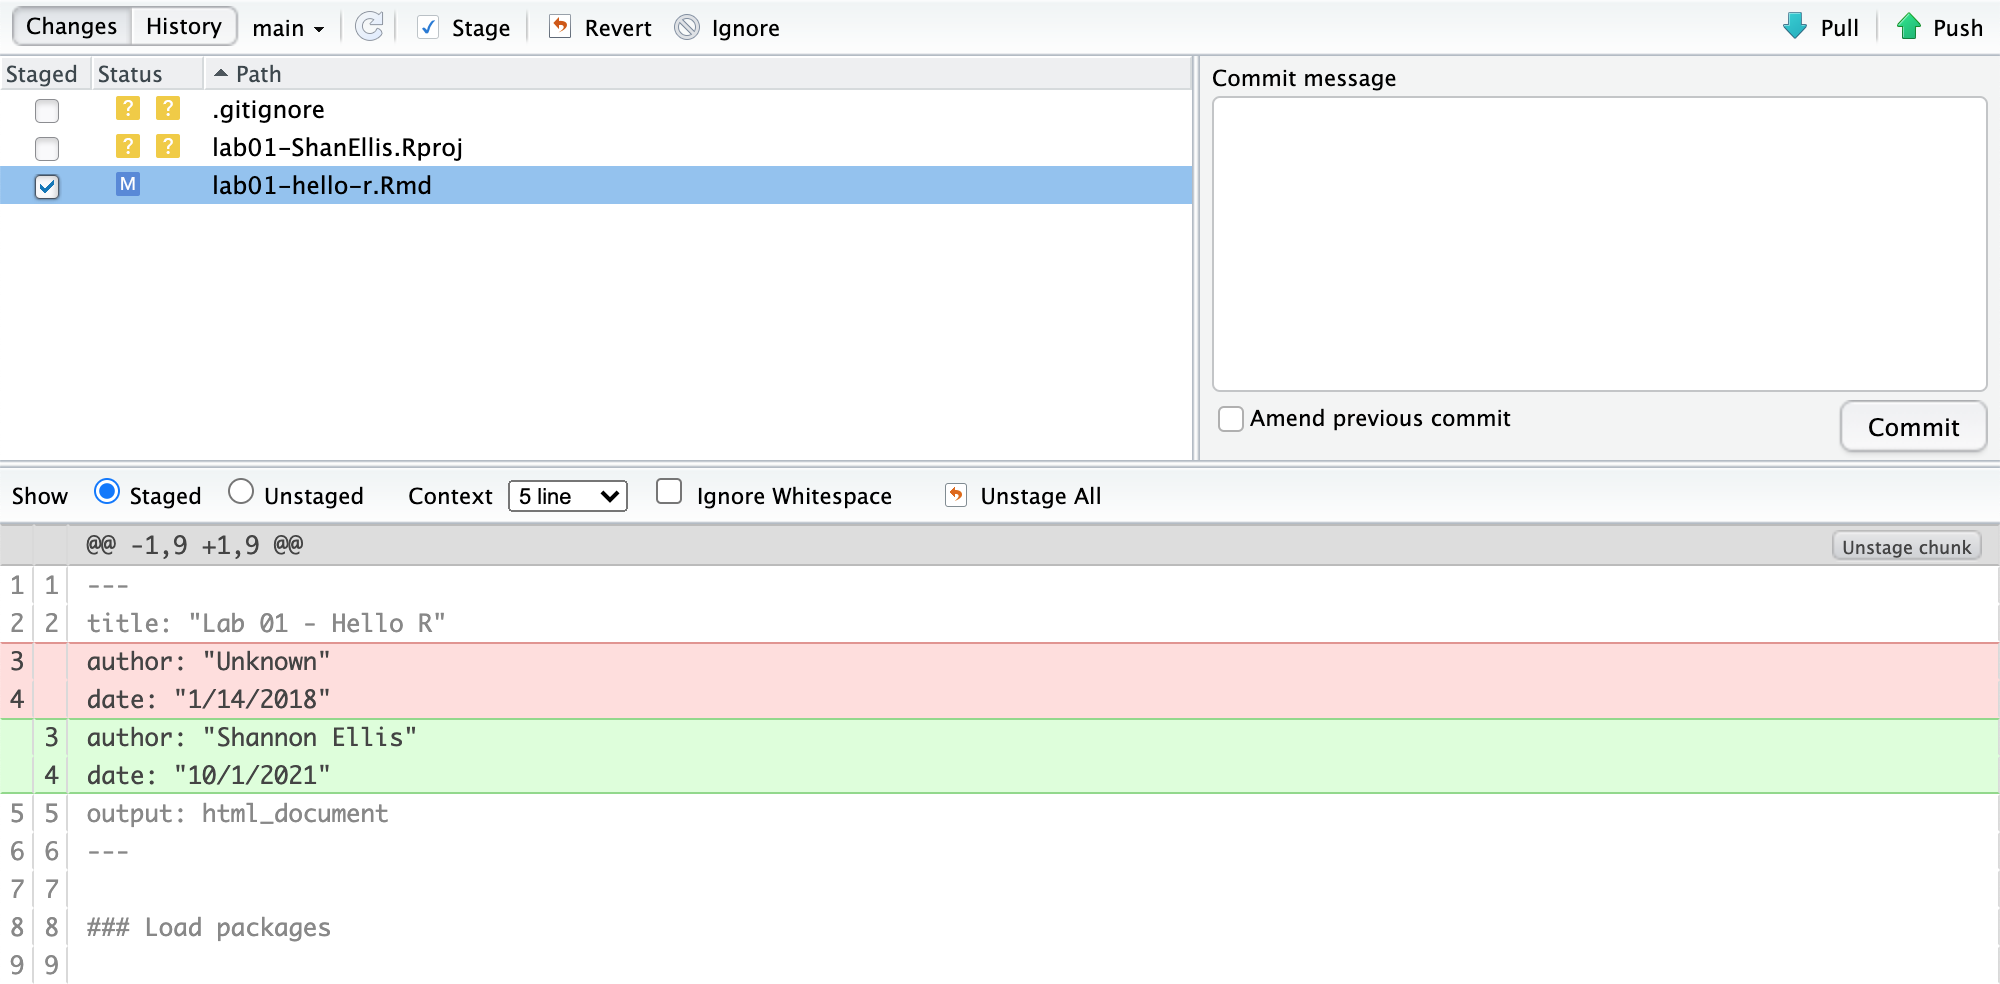 Changes History main Stage Revert Ignore Pull Push
Staged Status Path
? ? .gitignore
? ? lab01-ShanEllis.Rproj
M lab01-hello-r.Rmd
Commit message
Amend previous commit
Commit
Show Staged Unstaged Context 5 line Ignore Whitespace Unstage All
@@ -1,9 +1,9 @@ Unstage chunk
1 1 ---
2 2 title: "Lab 01 - Hello R"
3 author: "Unknown"
4 date: "1/14/2018"
3 author: "Shannon Ellis"
4 date: "10/1/2021"
5 5 output: html_document
6 6 ---
7 7
8 8 ### Load packages
9 9